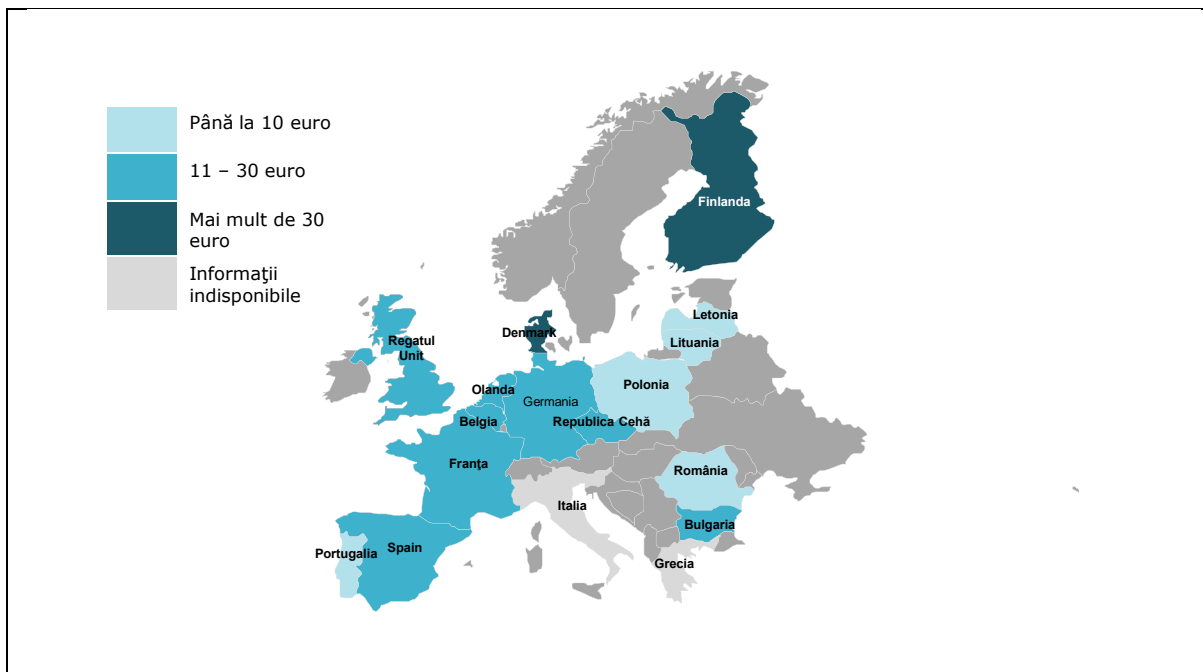 Până la 10 euro
11 – 30 euro
Mai mult de 30
euro
Informaţii
indisponibile
Finlanda
Letonia
Lituania
Denmark
Regatul
Unit
Polonia
Olanda
Germania
Belgia
Republica Cehă
Franţa
România
Italia
Bulgaria
Portugalia
Spain
Grecia